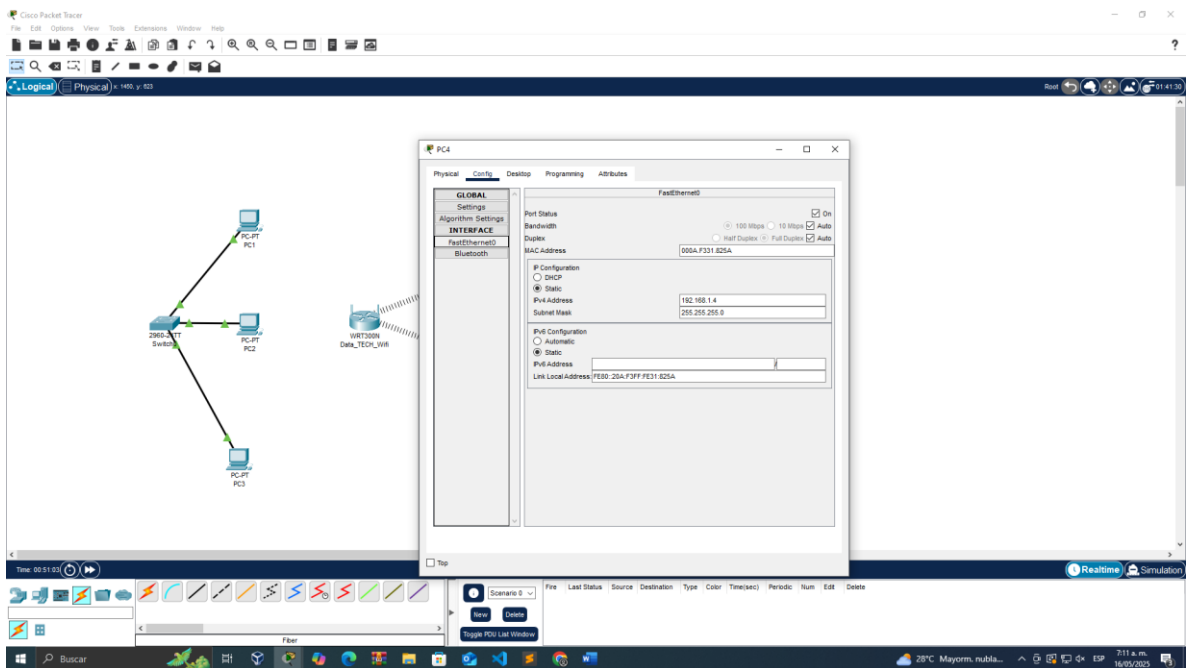 Cisco Packet Tracer
File Edit Options View Tools Extensions Window Help
?
Logical Physical x: 1450, y: 823 Root 01:41:30
PC4
Physical Config Desktop Programming Attributes
GLOBAL
Settings
Algorithm Settings
INTERFACE
FastEthernet0
Bluetooth
FastEthernet0
Port Status On
Bandwidth 100 Mbps 10 Mbps Auto
Duplex Half Duplex Full Duplex Auto
MAC Address 000A.F331.825A
IP Configuration
DHCP
Static
IPv4 Address 192.168.1.4
Subnet Mask 255.255.255.0
IPv6 Configuration
Automatic
Static
IPv6 Address /
Link Local Address: FE80::20A:F3FF:FE31:825A
Top
PC-PT
PC1
PC-PT
PC2
Switch
WRT300N
Data_TECH_Wifi
PC-PT
PC3
Time: 00:51:03
Realtime Simulation
Scenario 0
New Delete
Toggle PDU List Window
Fire Last Status Source Destination Type Color Time(sec) Periodic Num Edit Delete
Fiber
Buscar
28°C Mayorm. nubla...
ESP
7:11 a. m.
16/05/2025